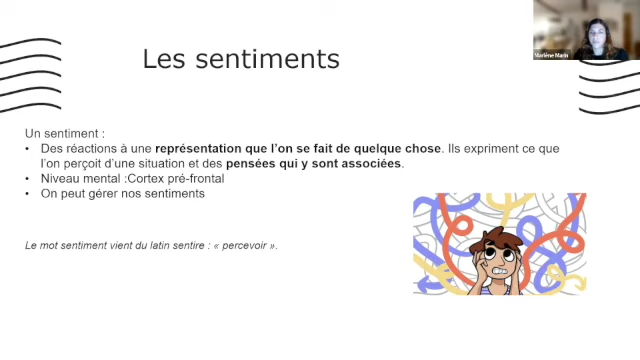 Marlène Marin
Les sentiments
Un sentiment :
• Des réactions à une représentation que l'on se fait de quelque chose. Ils expriment ce que
l'on perçoit d'une situation et des pensées qui y sont associées.
• Niveau mental :Cortex pré-frontal
• On peut gérer nos sentiments
Le mot sentiment vient du latin sentire : « percevoir ».